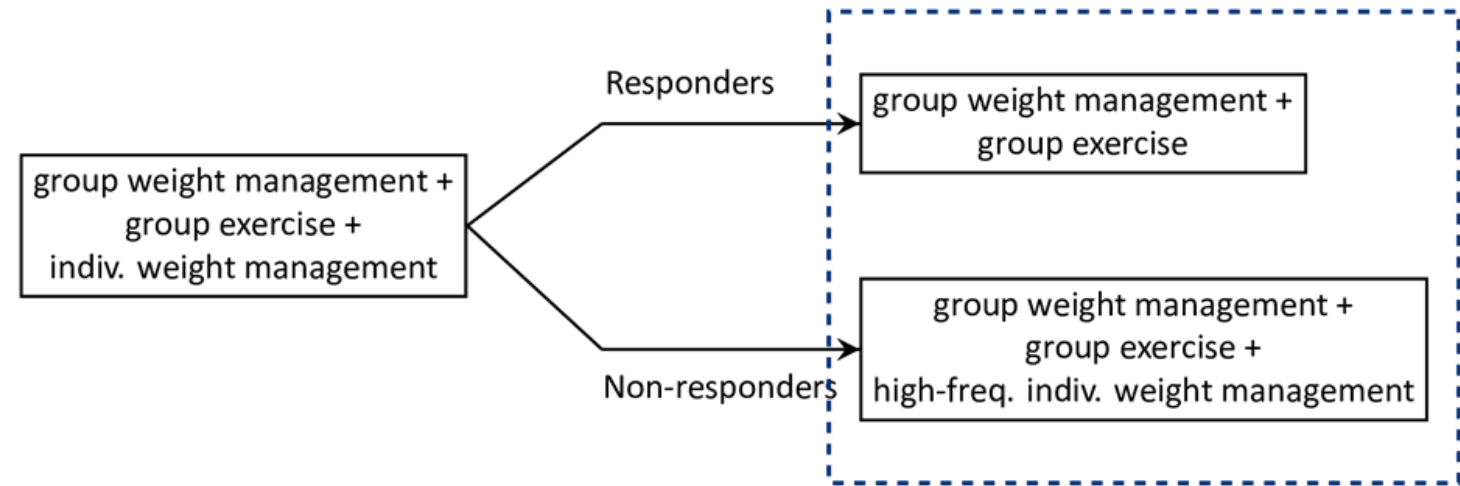 Responders
group weight management +
group exercise
group weight management +
group exercise +
indiv. weight management
group weight management +
group exercise +
high-freq. indiv. weight management
Non-responders